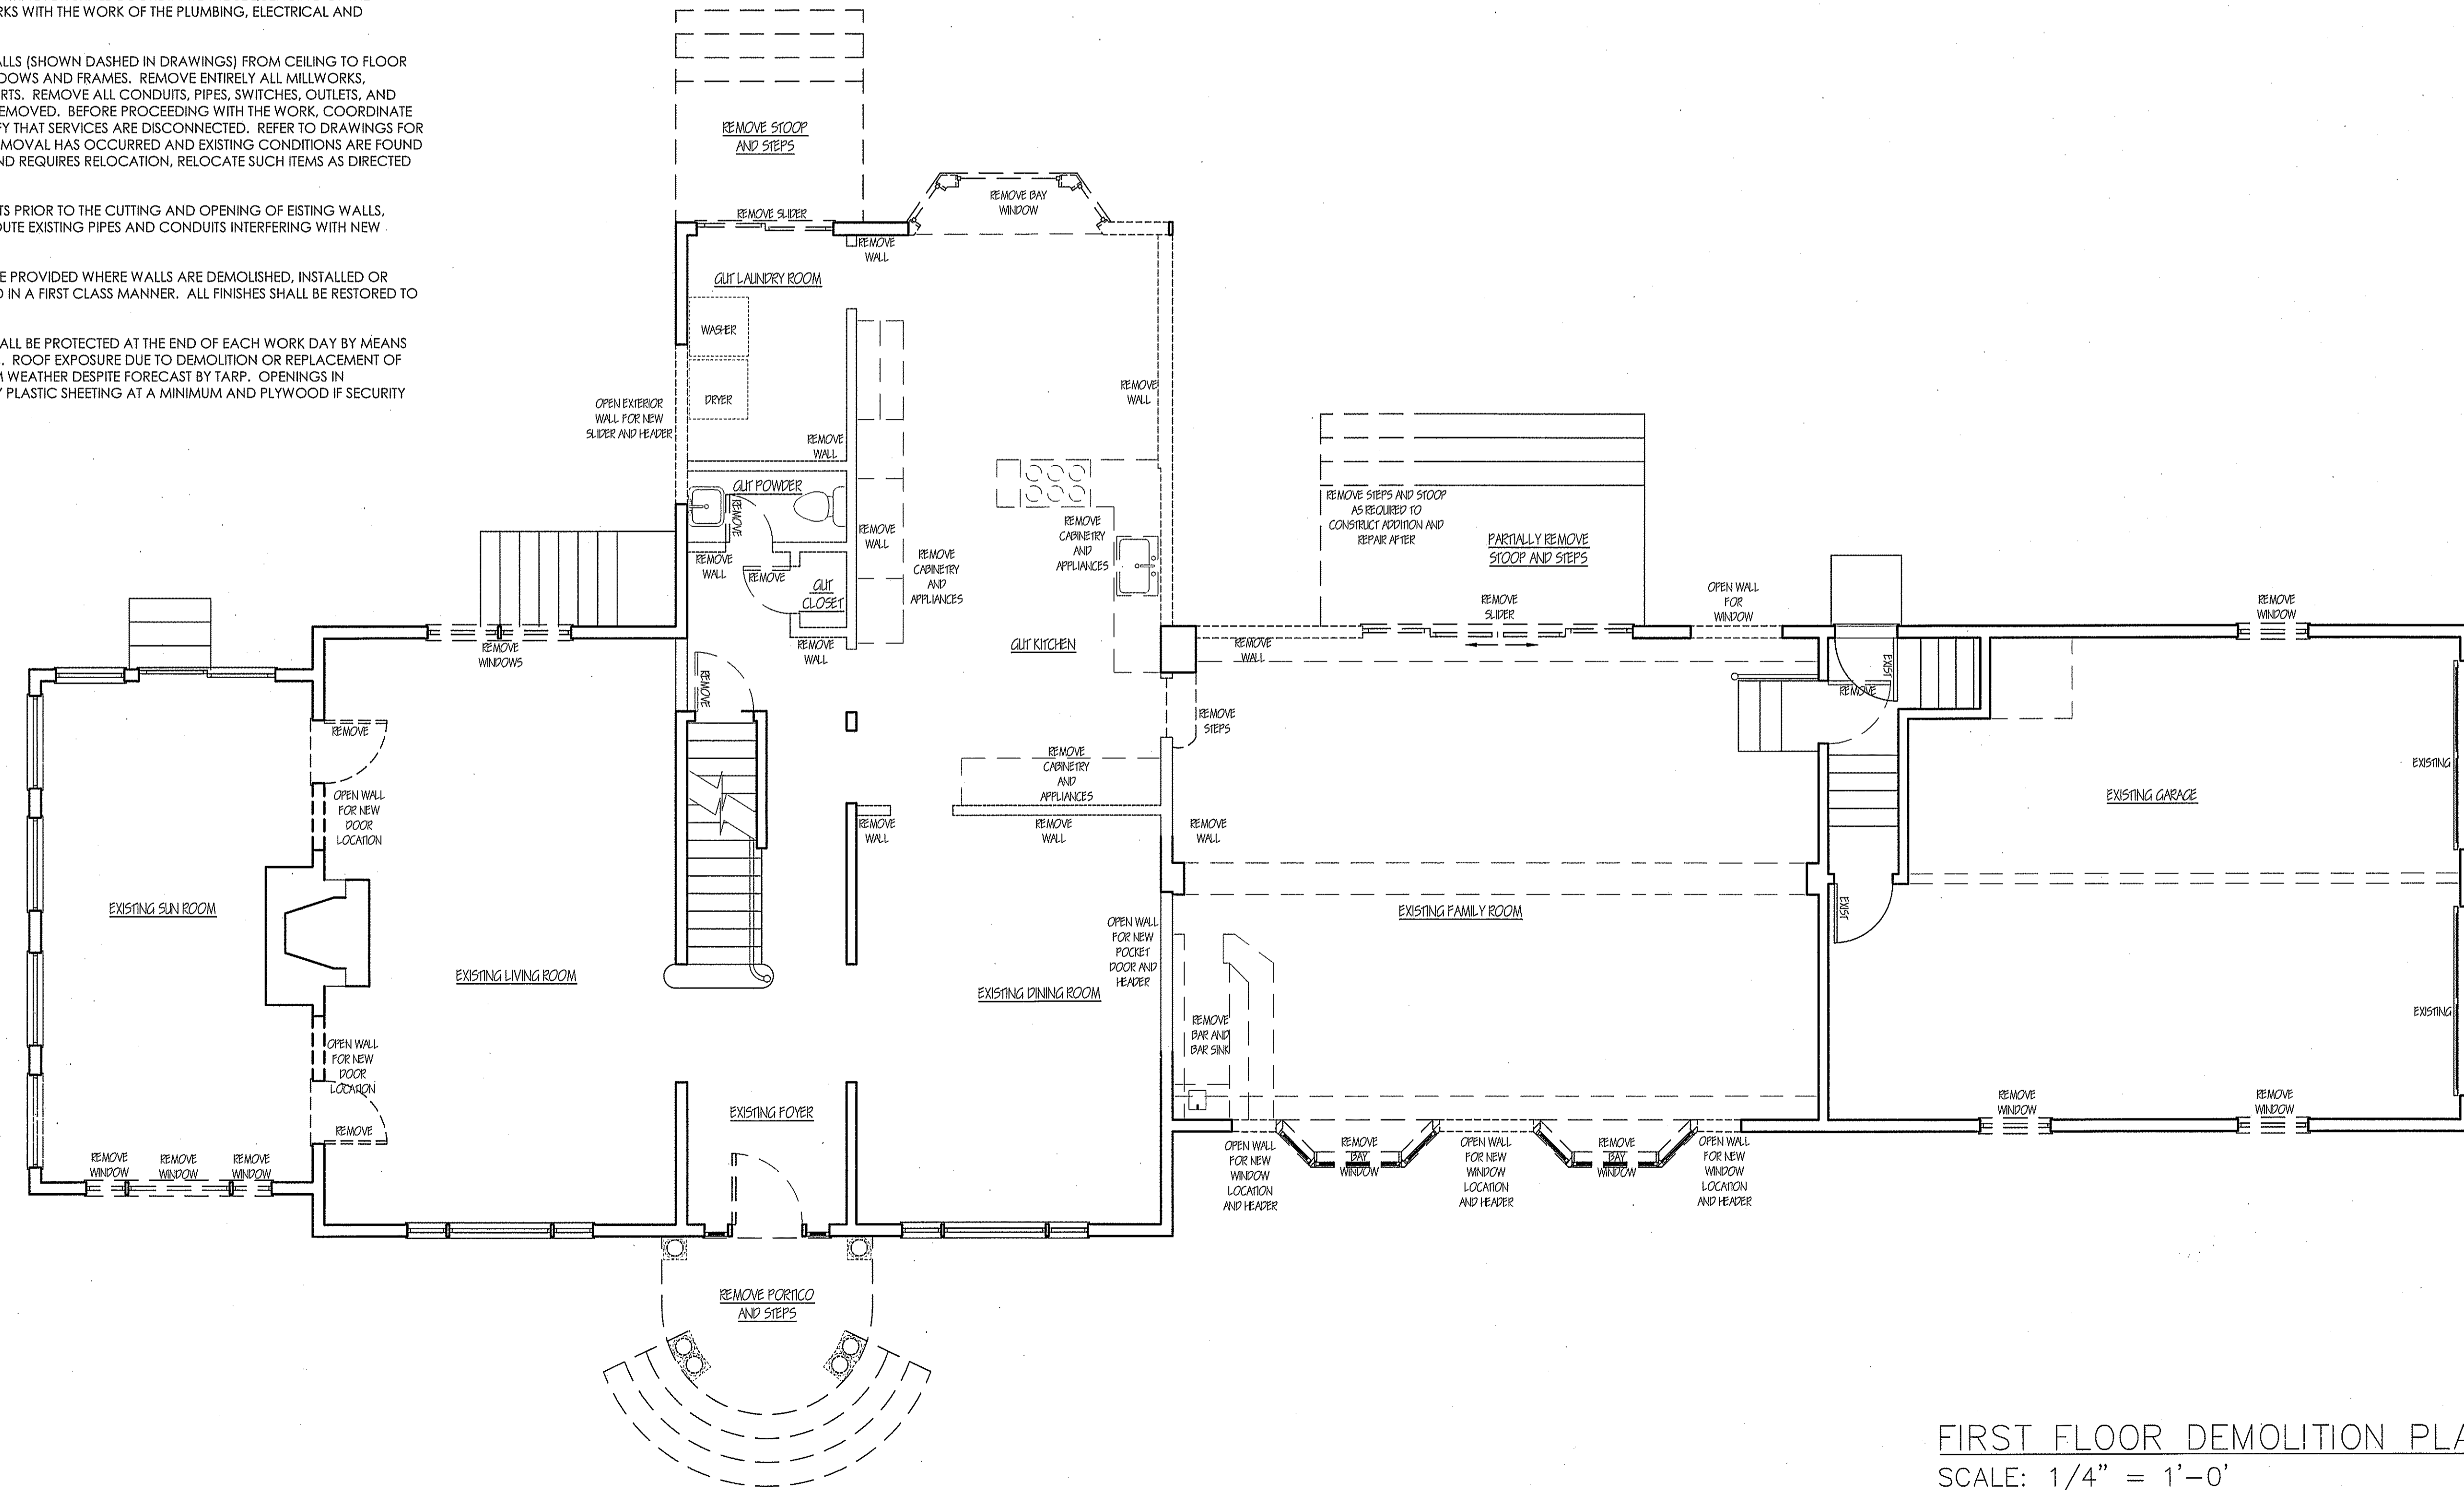 RKS WITH THE WORK OF THE PLUMBING, ELECTRICAL AND
ALLS (SHOWN DASHED IN DRAWINGS) FROM CEILING TO FLOOR
DOWS AND FRAMES. REMOVE ENTIRELY ALL MILLWORKS,
RTS. REMOVE ALL CONDUITS, PIPES, SWITCHES, OUTLETS, AND
EMOVED. BEFORE PROCEEDING WITH THE WORK, COORDINATE
FY THAT SERVICES ARE DISCONNECTED. REFER TO DRAWINGS FOR
MOVAL HAS OCCURRED AND EXISTING CONDITIONS ARE FOUND
ND REQUIRES RELOCATION, RELOCATE SUCH ITEMS AS DIRECTED
TS PRIOR TO THE CUTTING AND OPENING OF EISTING WALLS,
OUTE EXISTING PIPES AND CONDUITS INTERFERING WITH NEW
E PROVIDED WHERE WALLS ARE DEMOLISHED, INSTALLED OR
D IN A FIRST CLASS MANNER. ALL FINISHES SHALL BE RESTORED TO
ALL BE PROTECTED AT THE END OF EACH WORK DAY BY MEANS
. ROOF EXPOSURE DUE TO DEMOLITION OR REPLACEMENT OF
M WEATHER DESPITE FORECAST BY TARP. OPENINGS IN
Y PLASTIC SHEETING AT A MINIMUM AND PLYWOOD IF SECURITY
REMOVE STOOP
AND STEPS
REMOVE BAY
WINDOW
REMOVE SLIDER
REMOVE
WALL
GUT LAUNDRY ROOM
WASHER
DRYER
OPEN EXTERIOR
WALL FOR NEW
SLIDER AND HEADER
REMOVE
WALL
REMOVE
WALL
GUT POWDER
REMOVE
REMOVE
WALL
REMOVE
WALL
REMOVE
GUT
CLOSET
REMOVE
WALL
REMOVE
CABINETRY
AND
APPLIANCES
REMOVE
CABINETRY
AND
APPLIANCES
GUT KITCHEN
REMOVE STEPS AND STOOP
AS REQUIRED TO
CONSTRUCT ADDITION AND
REPAIR AFTER
PARTIALLY REMOVE
STOOP AND STEPS
REMOVE
SLIDER
OPEN WALL
FOR
WINDOW
REMOVE
WINDOW
REMOVE
WINDOWS
REMOVE
WALL
REMOVE
EXIST
REMOVE
REMOVE
STEPS
REMOVE
REMOVE
CABINETRY
AND
APPLIANCES
EXISTING
OPEN WALL
FOR NEW
DOOR
LOCATION
EXISTING GARAGE
REMOVE
WALL
REMOVE
WALL
REMOVE
WALL
EXISTING SUN ROOM
EXISTING FAMILY ROOM
EXIST
OPEN WALL
FOR NEW
POCKET
DOOR AND
HEADER
EXISTING LIVING ROOM
EXISTING DINING ROOM
REMOVE
BAR AND
BAR SINK
EXISTING
OPEN WALL
FOR NEW
DOOR
LOCATION
REMOVE
EXISTING FOYER
REMOVE
WINDOW
REMOVE
WINDOW
REMOVE
WINDOW
REMOVE
WINDOW
REMOVE
WINDOW
OPEN WALL
FOR NEW
WINDOW
LOCATION
AND HEADER
REMOVE
BAY
WINDOW
OPEN WALL
FOR NEW
WINDOW
LOCATION
AND HEADER
REMOVE
BAY
WINDOW
OPEN WALL
FOR NEW
WINDOW
LOCATION
AND HEADER
REMOVE PORTICO
AND STEPS
FIRST FLOOR DEMOLITION PLA
SCALE: 1/4" = 1'-0'